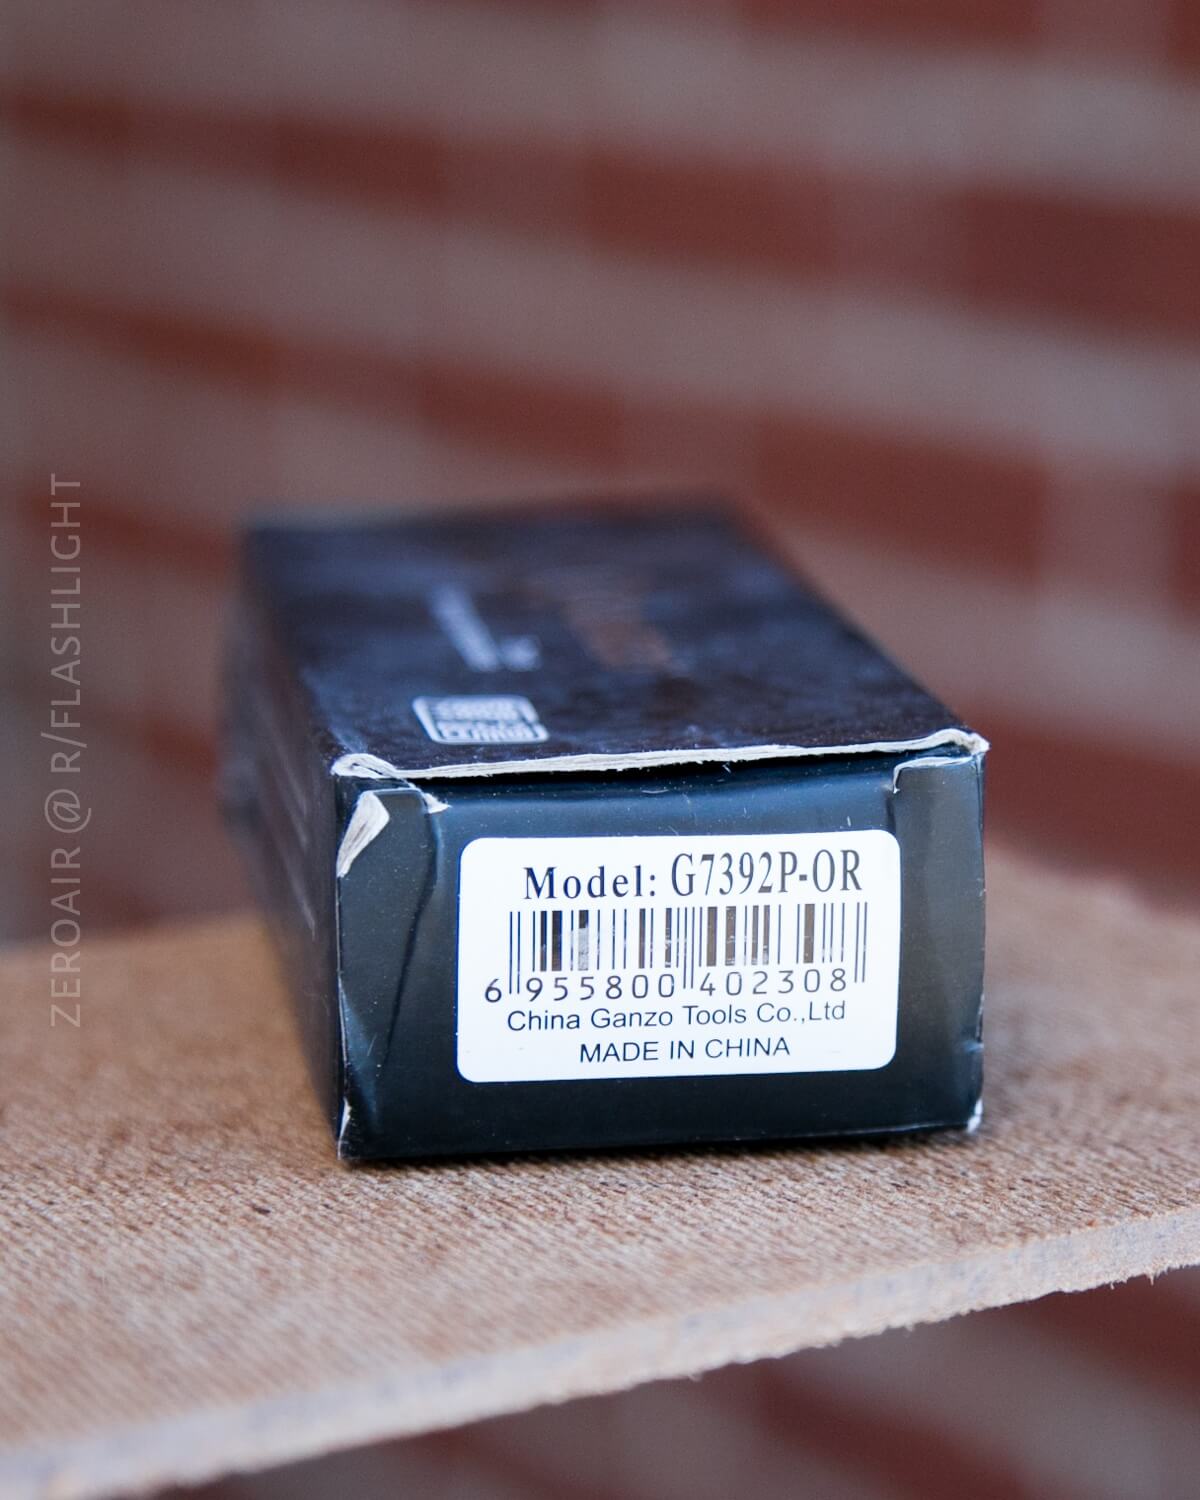 ZEROAIR @ R/FLASHLIGHT
Model: G7392P-OR
6 955800 402308
China Ganzo Tools Co.,Ltd
MADE IN CHINA